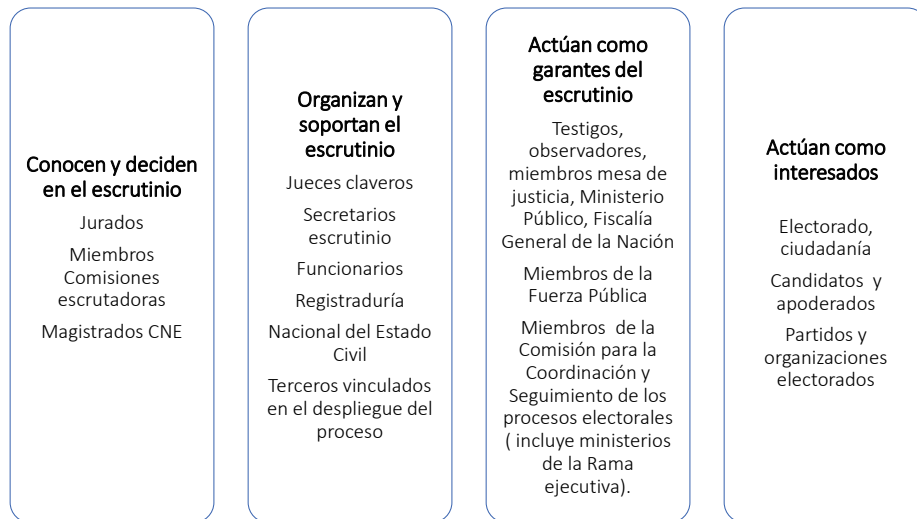 Conocen y deciden
en el escrutinio
Jurados
Miembros
Comisiones
escrutadoras
Magistrados CNE
Organizan y
soportan el
escrutinio
Jueces claveros
Secretarios
escrutinio
Funcionarios
Registraduría
Nacional del Estado
Civil
Terceros vinculados
en el despliegue del
proceso
Actúan como
garantes del
escrutinio
Testigos,
observadores,
miembros mesa de
justicia, Ministerio
Público, Fiscalía
General de la Nación
Miembros de la
Fuerza Pública
Miembros de la
Comisión para la
Coordinación y
Seguimiento de los
procesos electorales
( incluye ministerios
de la Rama
ejecutiva).
Actúan como
interesados
Electorado,
ciudadanía
Candidatos y
apoderados
Partidos y
organizaciones
electorados